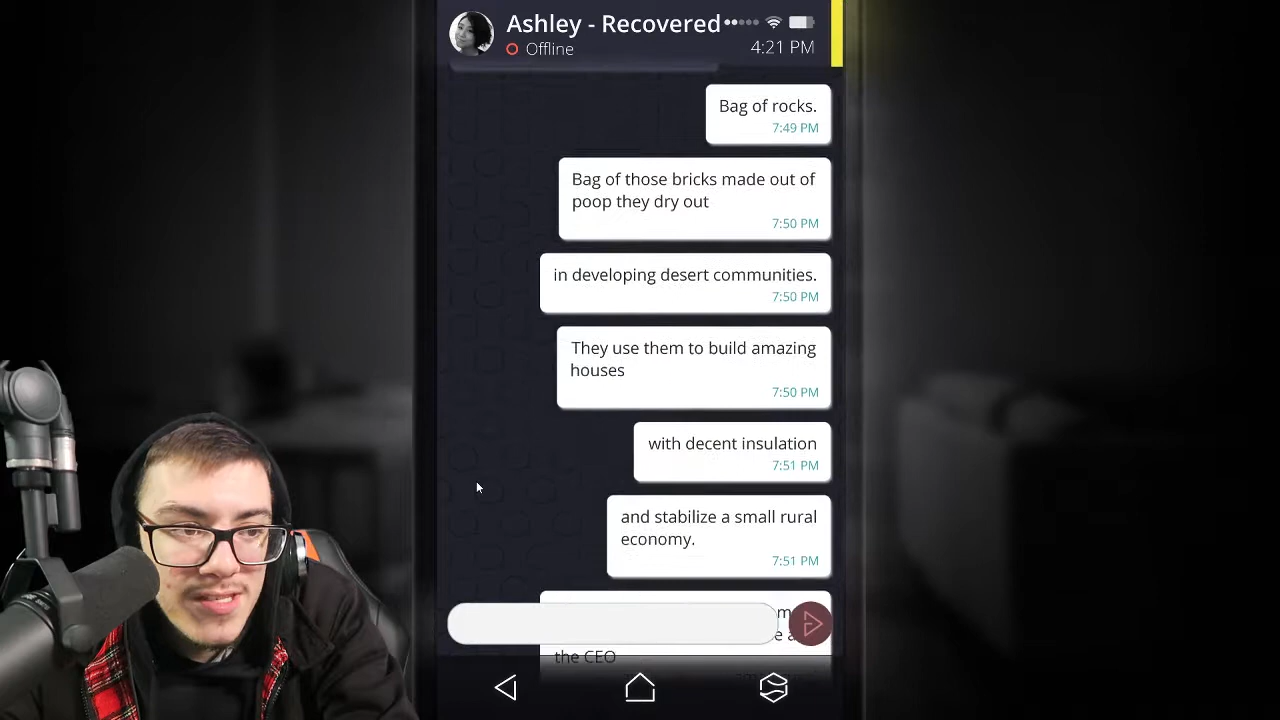 Ashley - Recovered
Offline
4:21 PM
Bag of rocks.
7:49 PM
Bag of those bricks made out of
poop they dry out
7:50 PM
in developing desert communities.
7:50 PM
They use them to build amazing
houses
7:50 PM
with decent insulation
7:51 PM
and stabilize a small rural
economy.
7:51 PM
the CEO